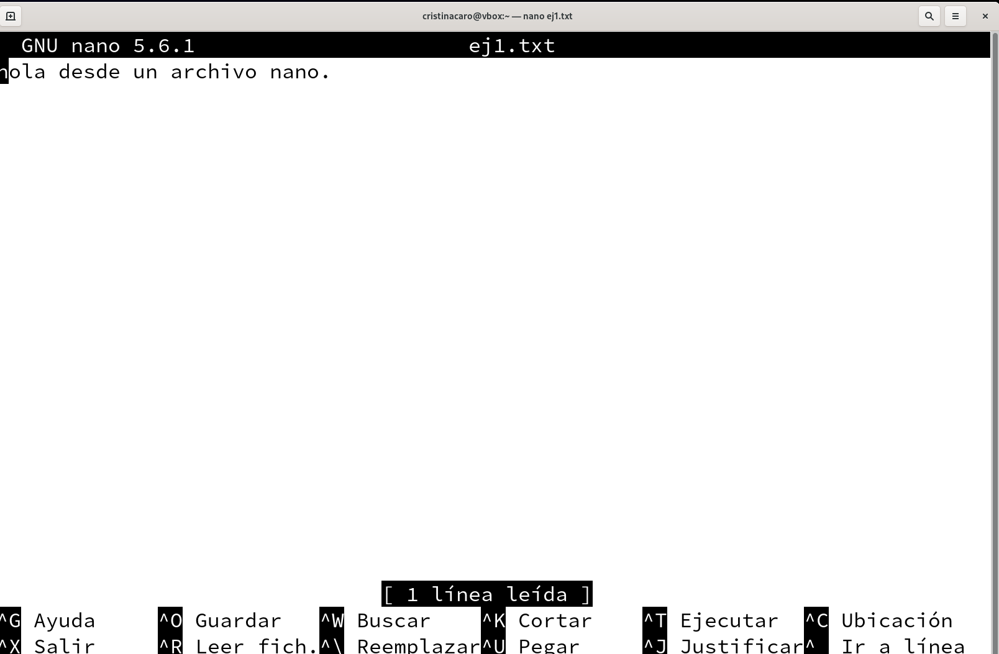 cristinacaro@vbox:~ — nano ej1.txt
GNU nano 5.6.1 ej1.txt
hola desde un archivo nano.
[ 1 línea leída ]
^G Ayuda ^O Guardar ^W Buscar ^K Cortar ^T Ejecutar ^C Ubicación
^X Salir ^R Leer fich. ^\ Reemplazar ^U Pegar ^J Justificar ^ Ir a línea